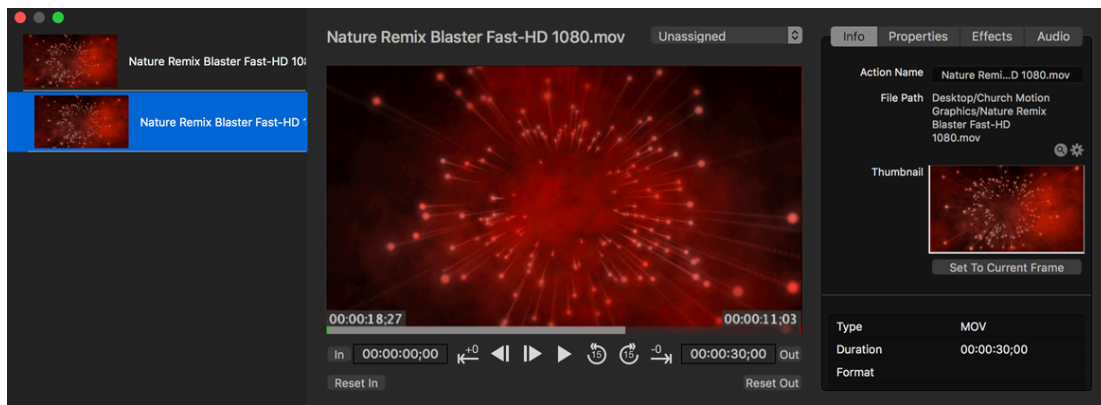 Nature Remix Blaster Fast-HD 108
Nature Remix Blaster Fast-HD
Nature Remix Blaster Fast-HD 1080.mov
Unassigned
00:00:18;27
00:00:11;03
In
00:00:00;00
+0
15
15
-0
00:00:30;00
Out
Reset In
Reset Out
Info
Properties
Effects
Audio
Action Name
Nature Remi...D 1080.mov
File Path
Desktop/Church Motion
Graphics/Nature Remix
Blaster Fast-HD
1080.mov
Thumbnail
Set To Current Frame
Type
MOV
Duration
00:00:30;00
Format